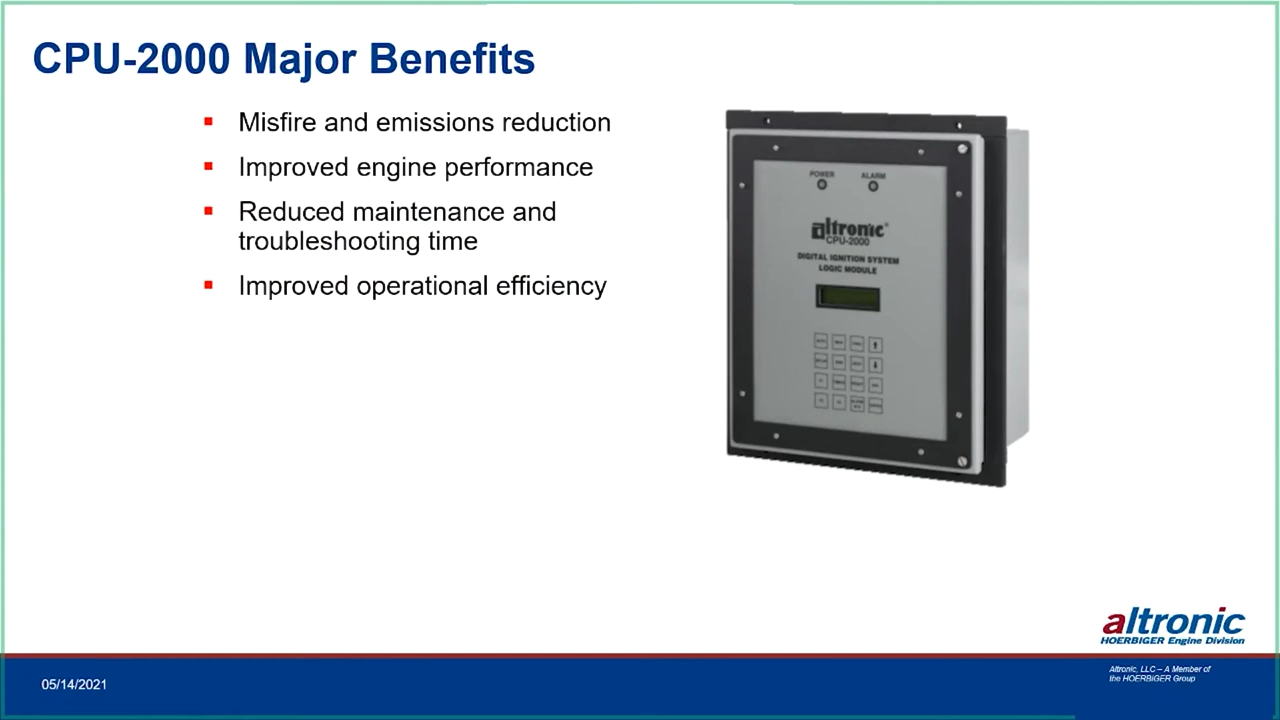 CPU-2000 Major Benefits
Misfire and emissions reduction
Improved engine performance
Reduced maintenance and
troubleshooting time
Improved operational efficiency
POWER ALARM
altronic®
CPU-2000
DIGITAL IGNITION SYSTEM
LOGIC MODULE
altronic
HOERBIGER Engine Division
Altronic, LLC – A Member of
the HOERBIGER Group
05/14/2021